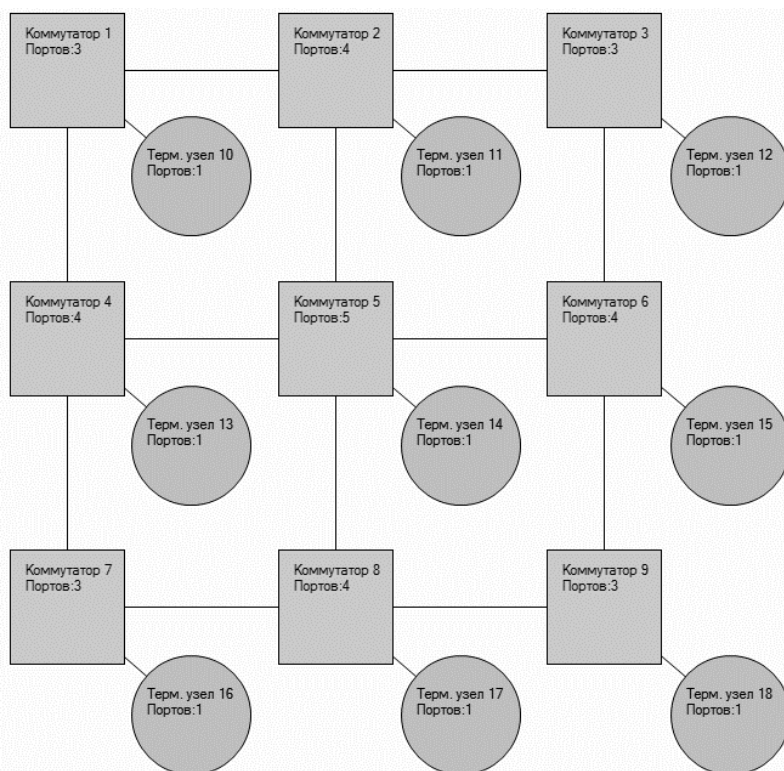 Коммутатор 1
Портов:3
Коммутатор 2
Портов:4
Коммутатор 3
Портов:3
Терм. узел 10
Портов:1
Терм. узел 11
Портов:1
Терм. узел 12
Портов:1
Коммутатор 4
Портов:4
Коммутатор 5
Портов:5
Коммутатор 6
Портов:4
Терм. узел 13
Портов:1
Терм. узел 14
Портов:1
Терм. узел 15
Портов:1
Коммутатор 7
Портов:3
Коммутатор 8
Портов:4
Коммутатор 9
Портов:3
Терм. узел 16
Портов:1
Терм. узел 17
Портов:1
Терм. узел 18
Портов:1